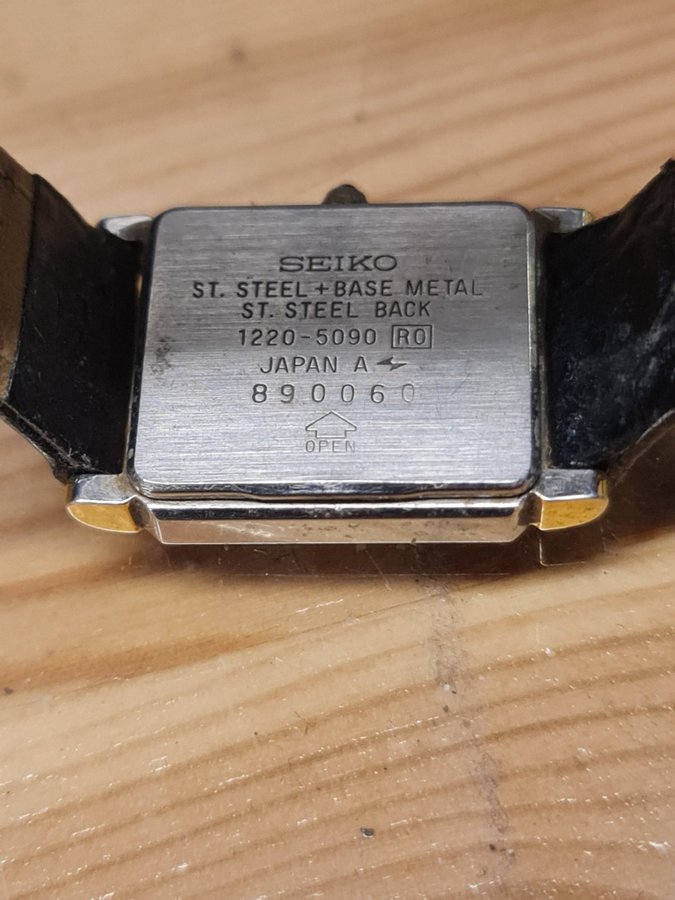 SEIKO
ST. STEEL + BASE METAL
ST. STEEL BACK
1220-5090 R0
JAPAN A
890060
OPEN